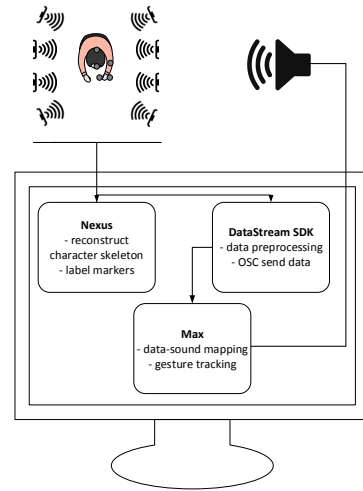 Nexus
- reconstruct
character skeleton
- label markers
DataStream SDK
- data preprocessing
- OSC send data
Max
- data-sound mapping
- gesture tracking